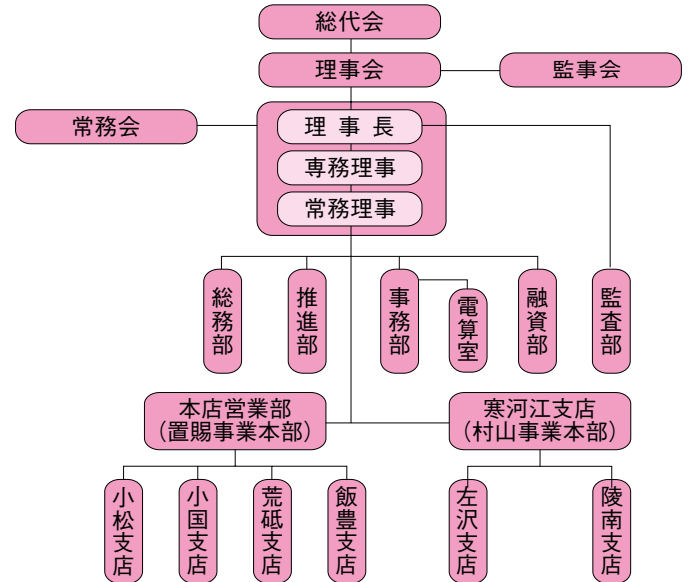 総代会
理事会
監事会
常務会
理事長
専務理事
常務理事
総務部
推進部
事務部
電算室
融資部
監査部
本店営業部
（置賜事業本部）
寒河江支店
（村山事業本部）
小松支店
小国支店
荒砥支店
飯豊支店
左沢支店
陵南支店